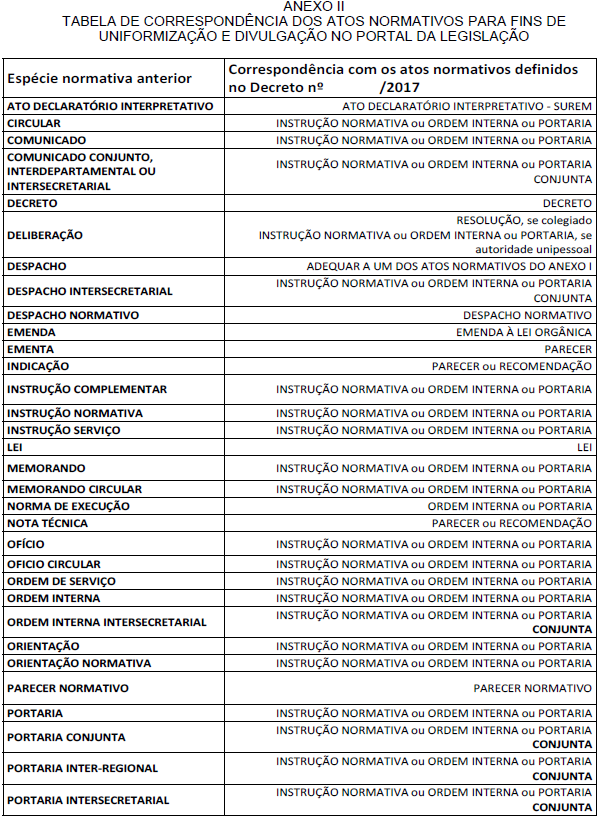 ANEXO II
TABELA DE CORRESPONDÊNCIA DOS ATOS NORMATIVOS PARA FINS DE
UNIFORMIZAÇÃO E DIVULGAÇÃO NO PORTAL DA LEGISLAÇÃO
Espécie normativa anterior
Correspondência com os atos normativos definidos
no Decreto nº /2017
ATO DECLARATÓRIO INTERPRETATIVO
ATO DECLARATÓRIO INTERPRETATIVO - SUREM
CIRCULAR
INSTRUÇÃO NORMATIVA ou ORDEM INTERNA ou PORTARIA
COMUNICADO
INSTRUÇÃO NORMATIVA ou ORDEM INTERNA ou PORTARIA
COMUNICADO CONJUNTO,
INTERDEPARTAMENTAL OU
INTERSECRETARIAL
INSTRUÇÃO NORMATIVA ou ORDEM INTERNA ou PORTARIA
CONJUNTA
DECRETO
DECRETO
DELIBERAÇÃO
RESOLUÇÃO, se colegiado
INSTRUÇÃO NORMATIVA ou ORDEM INTERNA ou PORTARIA, se
autoridade unipessoal
DESPACHO
ADEQUAR A UM DOS ATOS NORMATIVOS DO ANEXO I
DESPACHO INTERSECRETARIAL
INSTRUÇÃO NORMATIVA ou ORDEM INTERNA ou PORTARIA
CONJUNTA
DESPACHO NORMATIVO
DESPACHO NORMATIVO
EMENDA
EMENDA À LEI ORGÂNICA
EMENTA
PARECER
INDICAÇÃO
PARECER ou RECOMENDAÇÃO
INSTRUÇÃO COMPLEMENTAR
INSTRUÇÃO NORMATIVA ou ORDEM INTERNA ou PORTARIA
INSTRUÇÃO NORMATIVA
INSTRUÇÃO NORMATIVA ou ORDEM INTERNA ou PORTARIA
INSTRUÇÃO SERVIÇO
INSTRUÇÃO NORMATIVA ou ORDEM INTERNA ou PORTARIA
LEI
LEI
MEMORANDO
INSTRUÇÃO NORMATIVA ou ORDEM INTERNA ou PORTARIA
MEMORANDO CIRCULAR
INSTRUÇÃO NORMATIVA ou ORDEM INTERNA ou PORTARIA
NORMA DE EXECUÇÃO
ORDEM INTERNA ou PORTARIA
NOTA TÉCNICA
PARECER ou RECOMENDAÇÃO
OFÍCIO
INSTRUÇÃO NORMATIVA ou ORDEM INTERNA ou PORTARIA
OFICIO CIRCULAR
INSTRUÇÃO NORMATIVA ou ORDEM INTERNA ou PORTARIA
ORDEM DE SERVIÇO
INSTRUÇÃO NORMATIVA ou ORDEM INTERNA ou PORTARIA
ORDEM INTERNA
INSTRUÇÃO NORMATIVA ou ORDEM INTERNA ou PORTARIA
ORDEM INTERNA INTERSECRETARIAL
INSTRUÇÃO NORMATIVA ou ORDEM INTERNA ou PORTARIA
CONJUNTA
ORIENTAÇÃO
INSTRUÇÃO NORMATIVA ou ORDEM INTERNA ou PORTARIA
ORIENTAÇÃO NORMATIVA
INSTRUÇÃO NORMATIVA ou ORDEM INTERNA ou PORTARIA
PARECER NORMATIVO
PARECER NORMATIVO
PORTARIA
INSTRUÇÃO NORMATIVA ou ORDEM INTERNA ou PORTARIA
PORTARIA CONJUNTA
INSTRUÇÃO NORMATIVA ou ORDEM INTERNA ou PORTARIA
CONJUNTA
PORTARIA INTER-REGIONAL
INSTRUÇÃO NORMATIVA ou ORDEM INTERNA ou PORTARIA
CONJUNTA
PORTARIA INTERSECRETARIAL
INSTRUÇÃO NORMATIVA ou ORDEM INTERNA ou PORTARIA
CONJUNTA